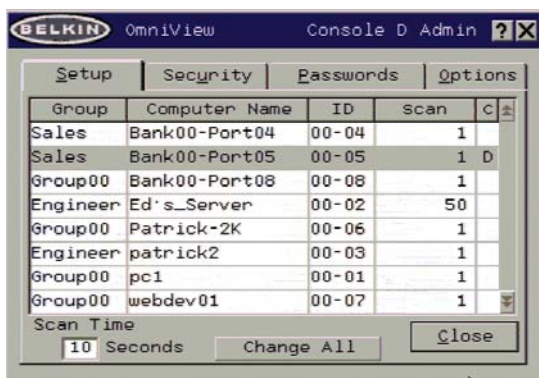 BELKIN OmniView Console D Admin ? X
Setup Security Passwords Options
Group Computer Name ID Scan C
Sales Bank00-Port04 00-04 1
Sales Bank00-Port05 00-05 1 D
Group00 Bank00-Port08 00-08 1
Engineer Ed's_Server 00-02 50
Group00 Patrick-2K 00-06 1
Engineer patrick2 00-03 1
Group00 pc1 00-01 1
Group00 webdev01 00-07 1
Scan Time
10 Seconds Change All Close